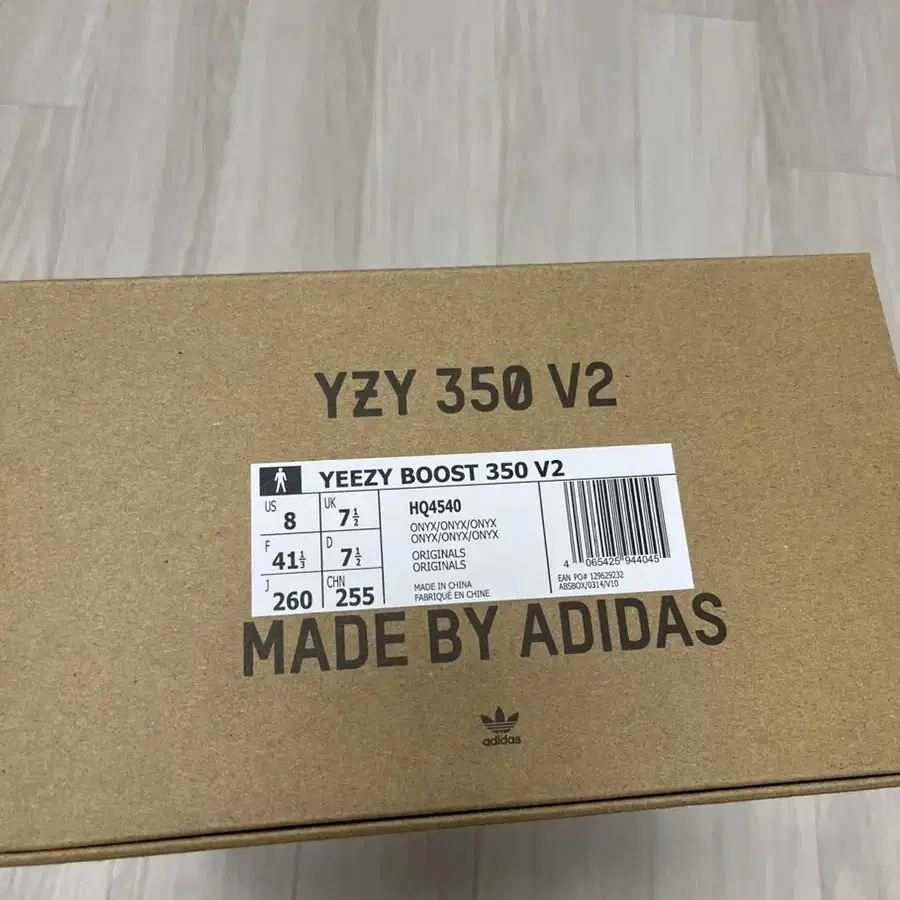 YZY 350 V2
YEEZY BOOST 350 V2
US 8
UK 7½
F 41⅓
D 7½
J 260
CHN 255
HQ4540
ONYX/ONYX/ONYX
ONYX/ONYX/ONYX
ORIGINALS
ORIGINALS
MADE IN CHINA
FABRIQUÉ EN CHINE
4 065425 944045
EAN PO# 129629232
ABSBOX/0314/V10
MADE BY ADIDAS
adidas